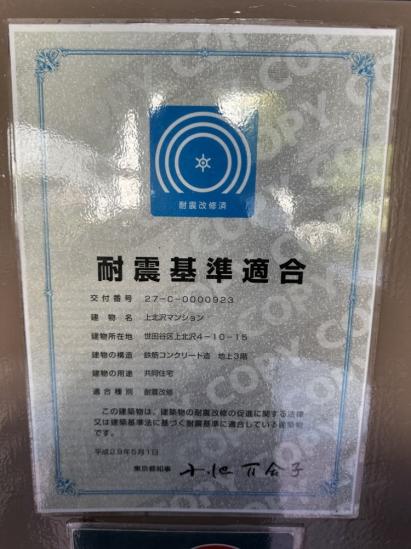 耐震改修済
耐震基準適合
交付番号 27-C-0000923
建物名 上北沢マンション
建物所在地 世田谷区上北沢4-10-15
建物の構造 鉄筋コンクリート造 地上3階
建物の用途 共同住宅
適合種別 耐震改修
この建築物は、建築物の耐震改修の促進に関する法律
又は建築基準法に基づく耐震基準に適合している建築物
です。
平成29年5月1日
東京都知事 小池百合子
COPY COPY COPY